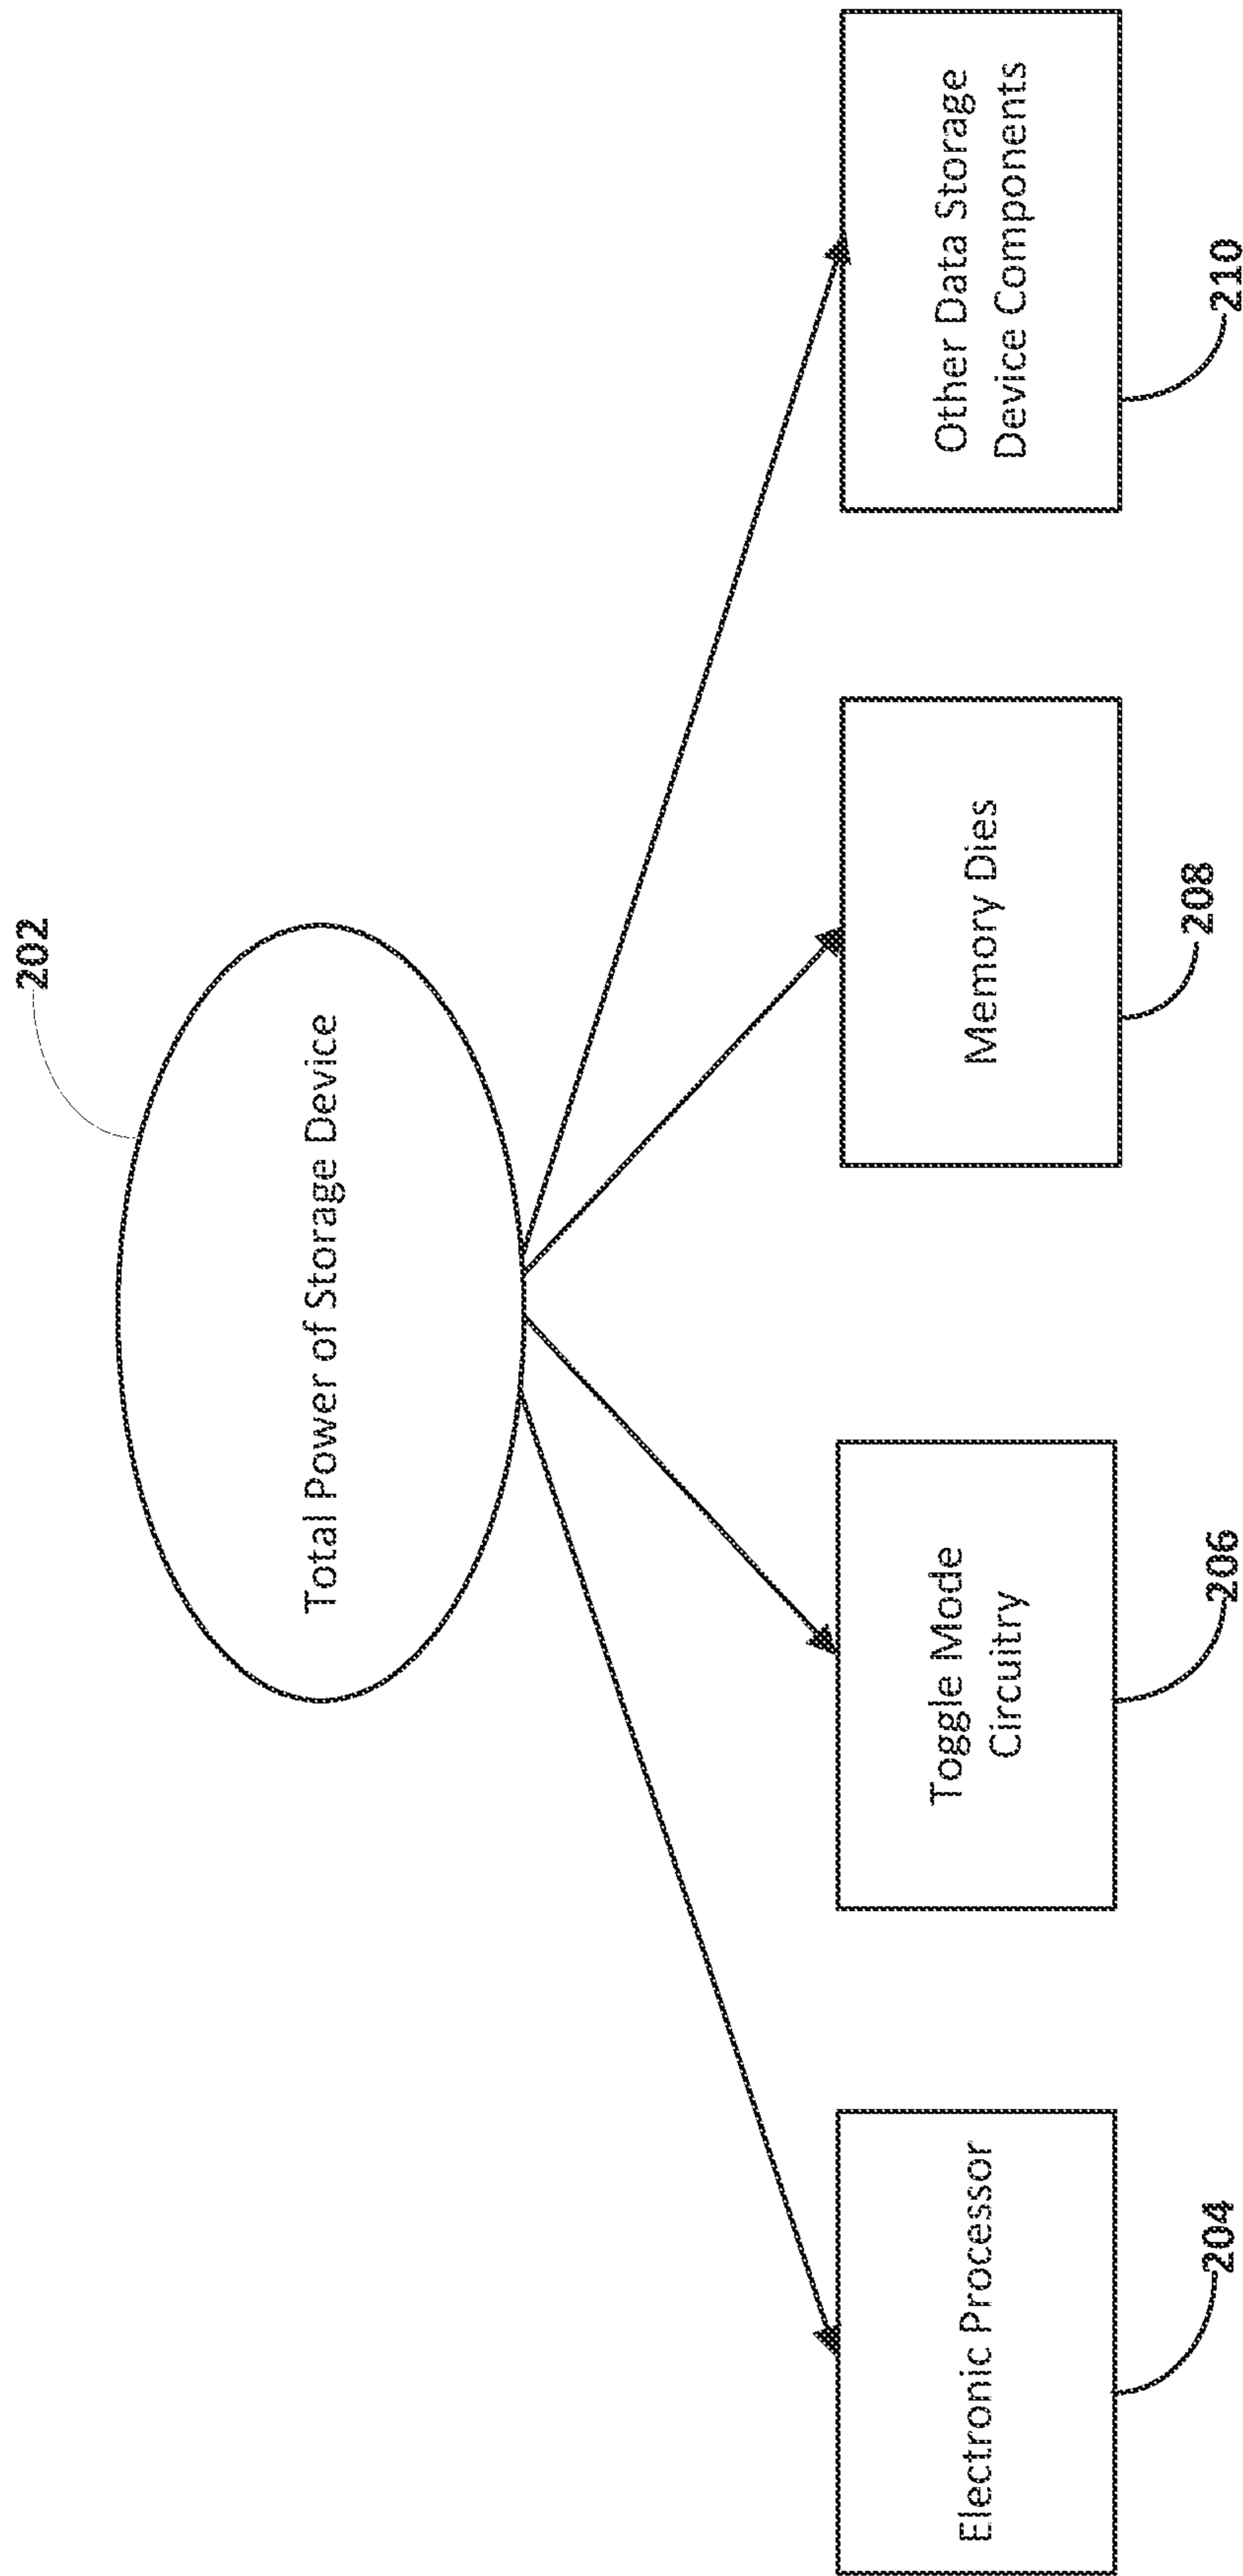 202
Total Power of Storage Device
Electronic Processor
204
Toggle Mode
Circuitry
206
Memory Dies
208
Other Data Storage
Device Components
210